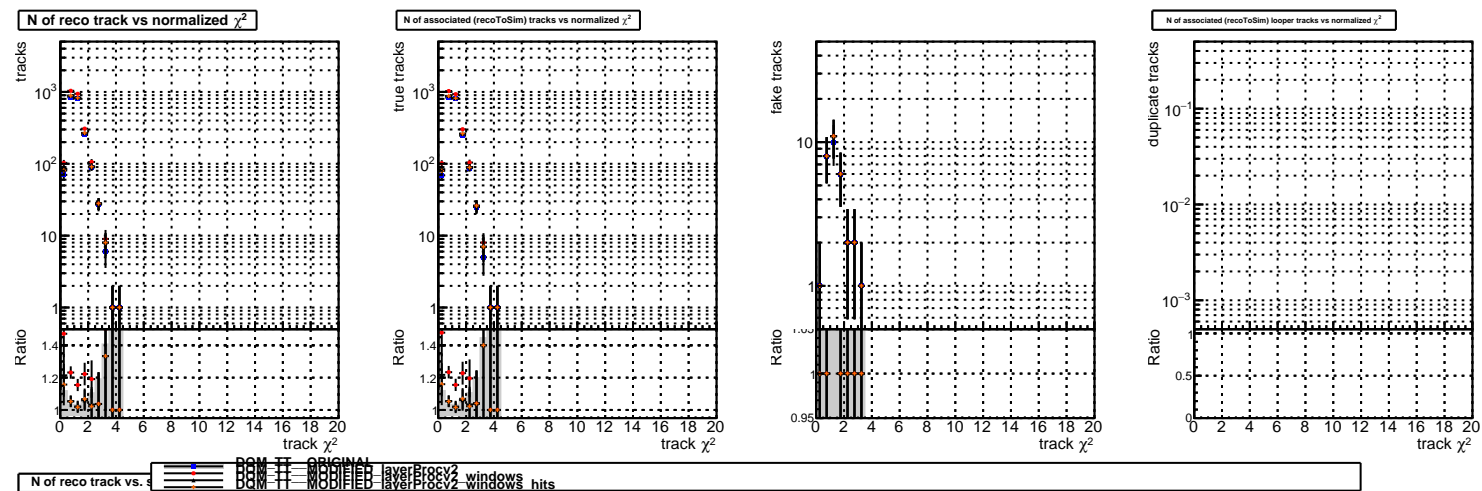 N of reco track vs normalized χ²
tracks
10³
10²
10
1
Ratio
1.4
1.2
1
0 2 4 6 8 10 12 14 16 18 20
track χ²
N of associated (recoToSim) tracks vs normalized χ²
true tracks
10³
10²
10
1
Ratio
1.4
1.2
1
0 2 4 6 8 10 12 14 16 18 20
track χ²
fake tracks
10
1
Ratio
1.05
1
0.95
0 2 4 6 8 10 12 14 16 18 20
track χ²
N of associated (recoToSim) looper tracks vs normalized χ²
duplicate tracks
10⁻¹
10⁻²
10⁻³
Ratio
1
0.5
0
0 2 4 6 8 10 12 14 16 18 20
track χ²
N of reco track vs.
DQM_TT__ORIGINAL
DQM_TT__MODIFIED_layerProcv2
DQM_TT__MODIFIED_layerProcv2_windows
DQM_TT__MODIFIED_layerProcv2_windows_hits